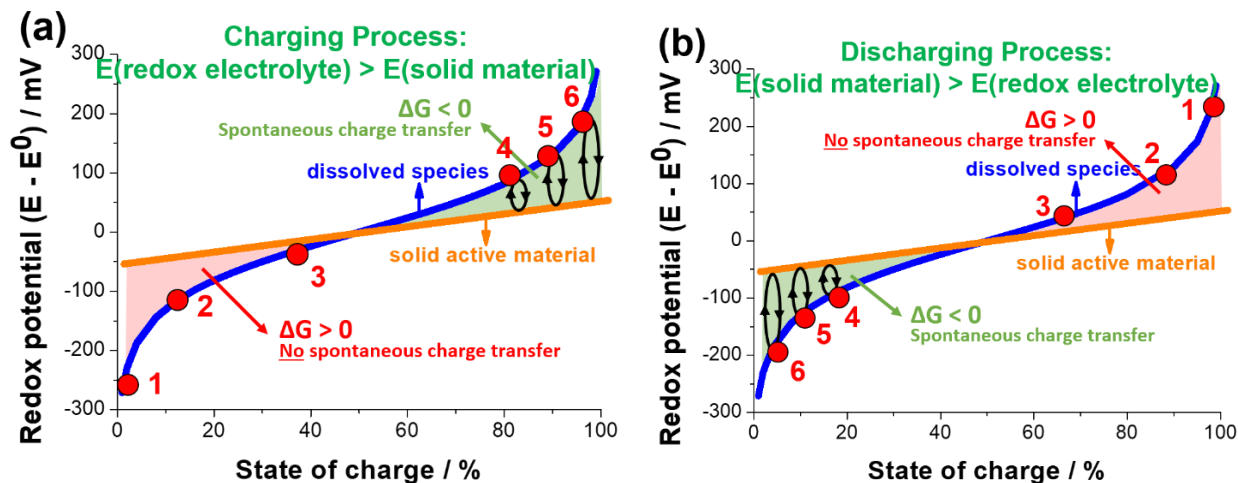 (a)
Charging Process:
E(redox electrolyte) > E(solid material)
Redox potential (E - E⁰) / mV
300
200
100
0
-100
-200
-300
ΔG < 0
Spontaneous charge transfer
6
5
4
dissolved species
solid active material
3
2
1
ΔG > 0
No spontaneous charge transfer
0
20
40
60
80
100
State of charge / %
(b)
Discharging Process:
E(solid material) > E(redox electrolyte)
Redox potential (E - E⁰) / mV
300
200
100
0
-100
-200
-300
ΔG > 0
No spontaneous charge transfer
1
2
dissolved species
3
solid active material
4
5
6
ΔG < 0
Spontaneous charge transfer
0
20
40
60
80
100
State of charge / %